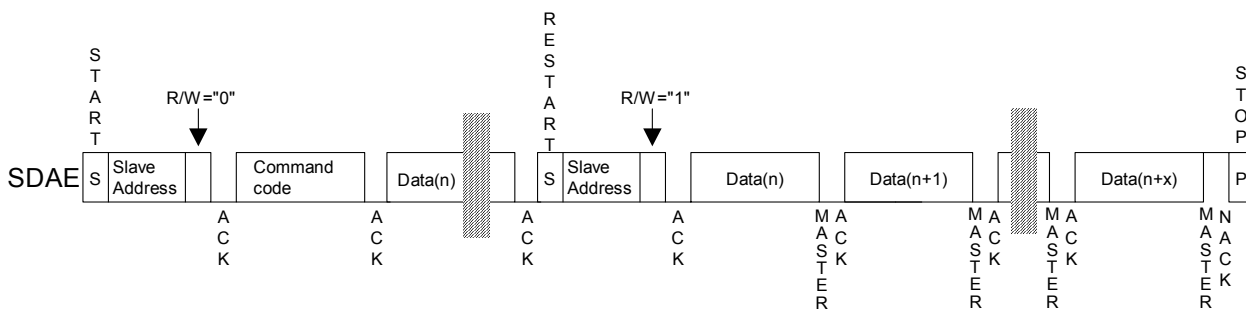 START
RESTART
STOP
R/W="0"
R/W="1"
SDAE
S
Slave
Address
Command
code
Data(n)
S
Slave
Address
Data(n)
Data(n+1)
Data(n+x)
P
ACK
ACK
ACK
ACK
MASTER
ACK
MASTER
ACK
MASTER
ACK
MASTER
NACK